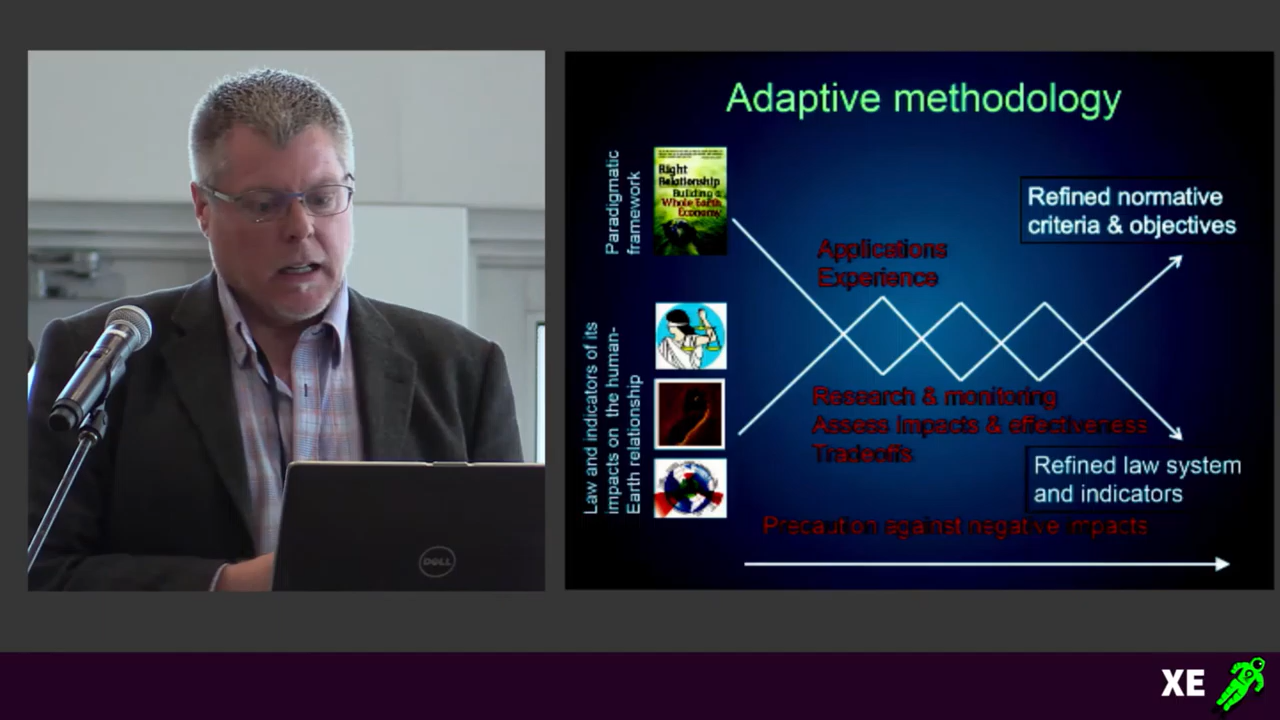 Adaptive methodology
Paradigmatic
framework
Right
Relationship
Building a
Whole Earth
Economy
Refined normative
criteria & objectives
Applications
Experience
Law and indicators of its
impacts on the human-
Earth relationship
Research & monitoring
Assess impacts & effectiveness
Tradeoffs
Refined law system
and indicators
Precaution against negative impacts
DELL
XE